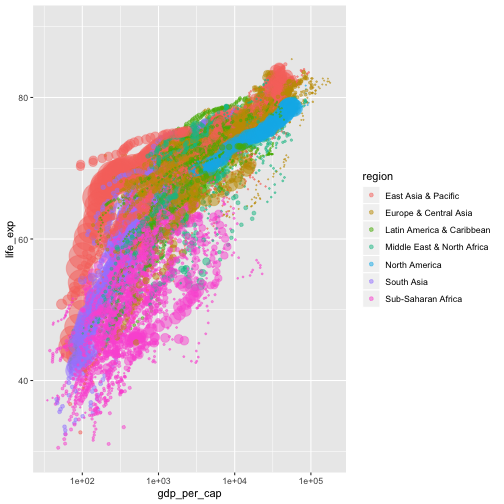 80
60
40
life_exp
1e+02 1e+03 1e+04 1e+05
gdp_per_cap
region
East Asia & Pacific
Europe & Central Asia
Latin America & Caribbean
Middle East & North Africa
North America
South Asia
Sub-Saharan Africa